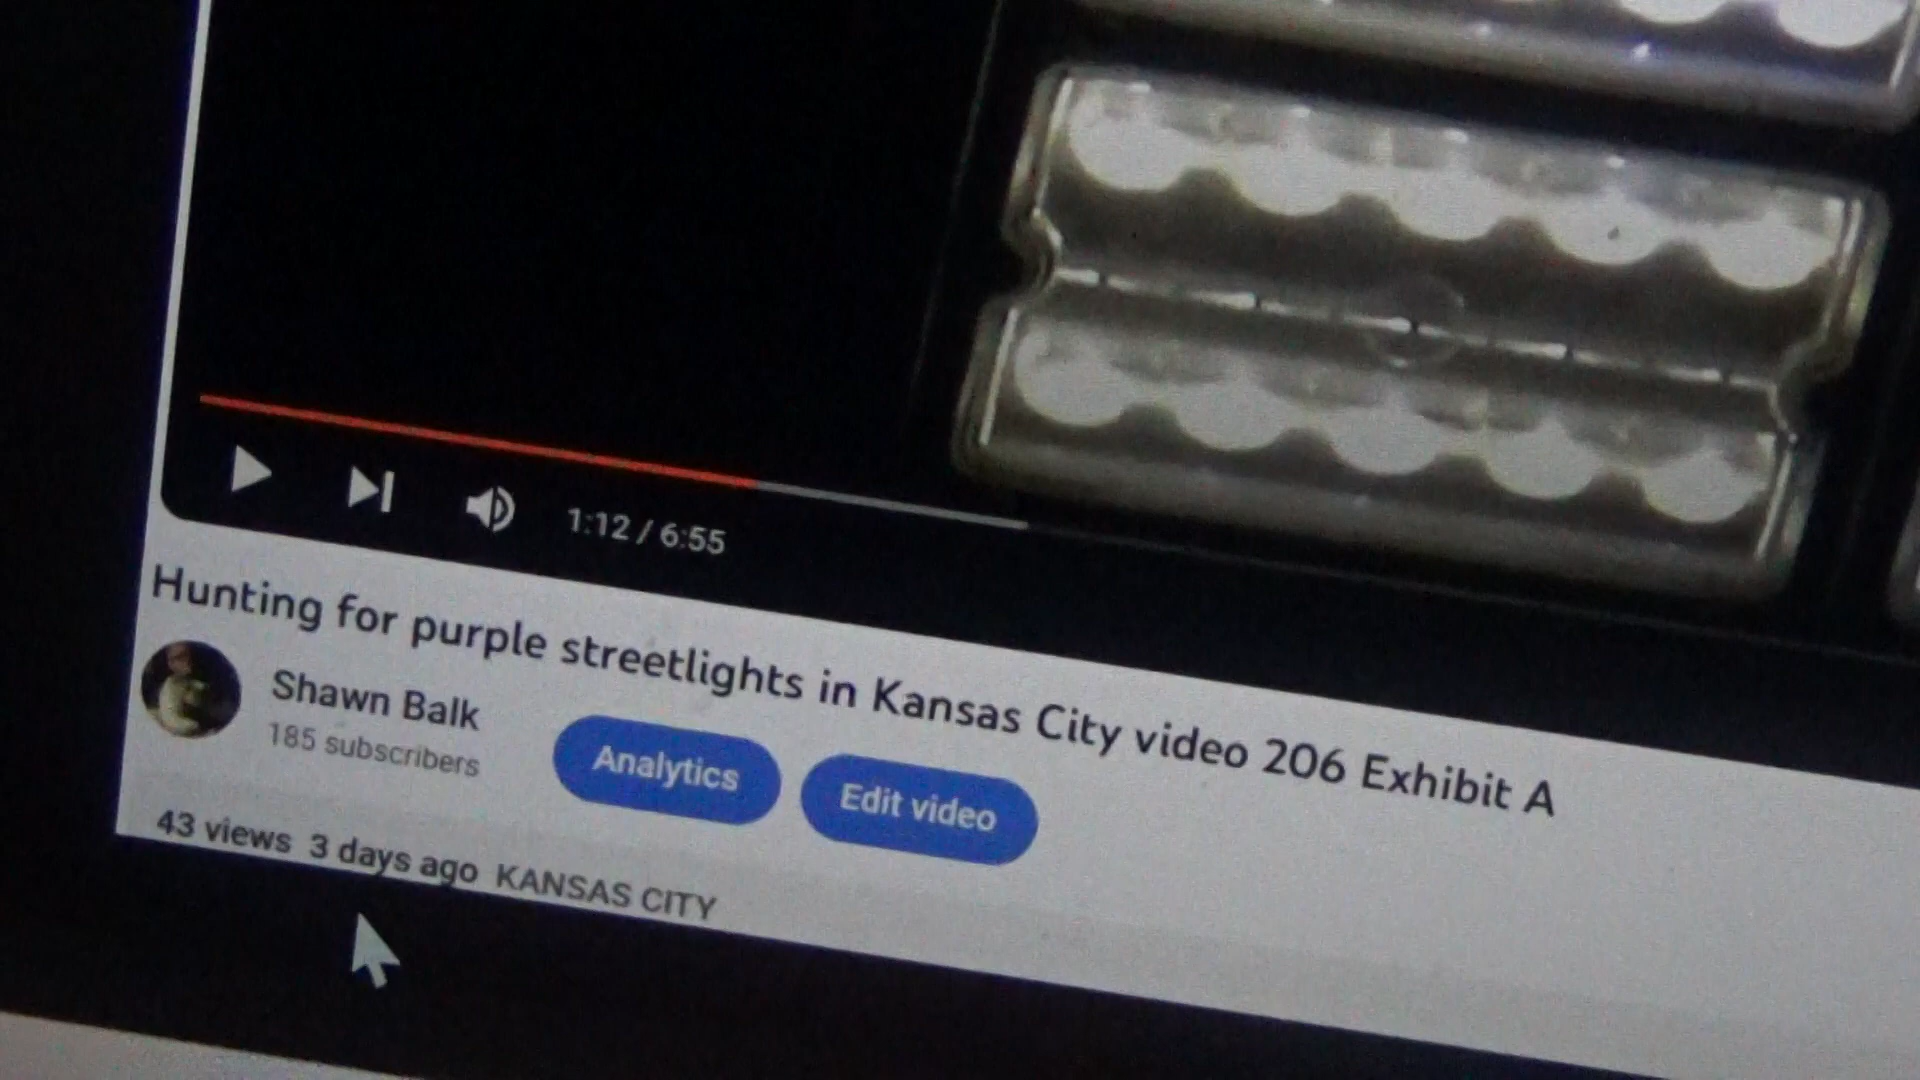 1:12 / 6:55
Hunting for purple streetlights in Kansas City video 206 Exhibit A
Shawn Balk
185 subscribers
Analytics
Edit video
43 views 3 days ago KANSAS CITY